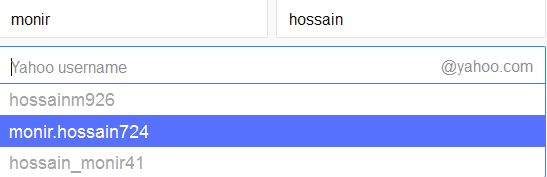 monir hossain
Yahoo username @yahoo.com
hossainm926
monir.hossain724
hossain_monir41